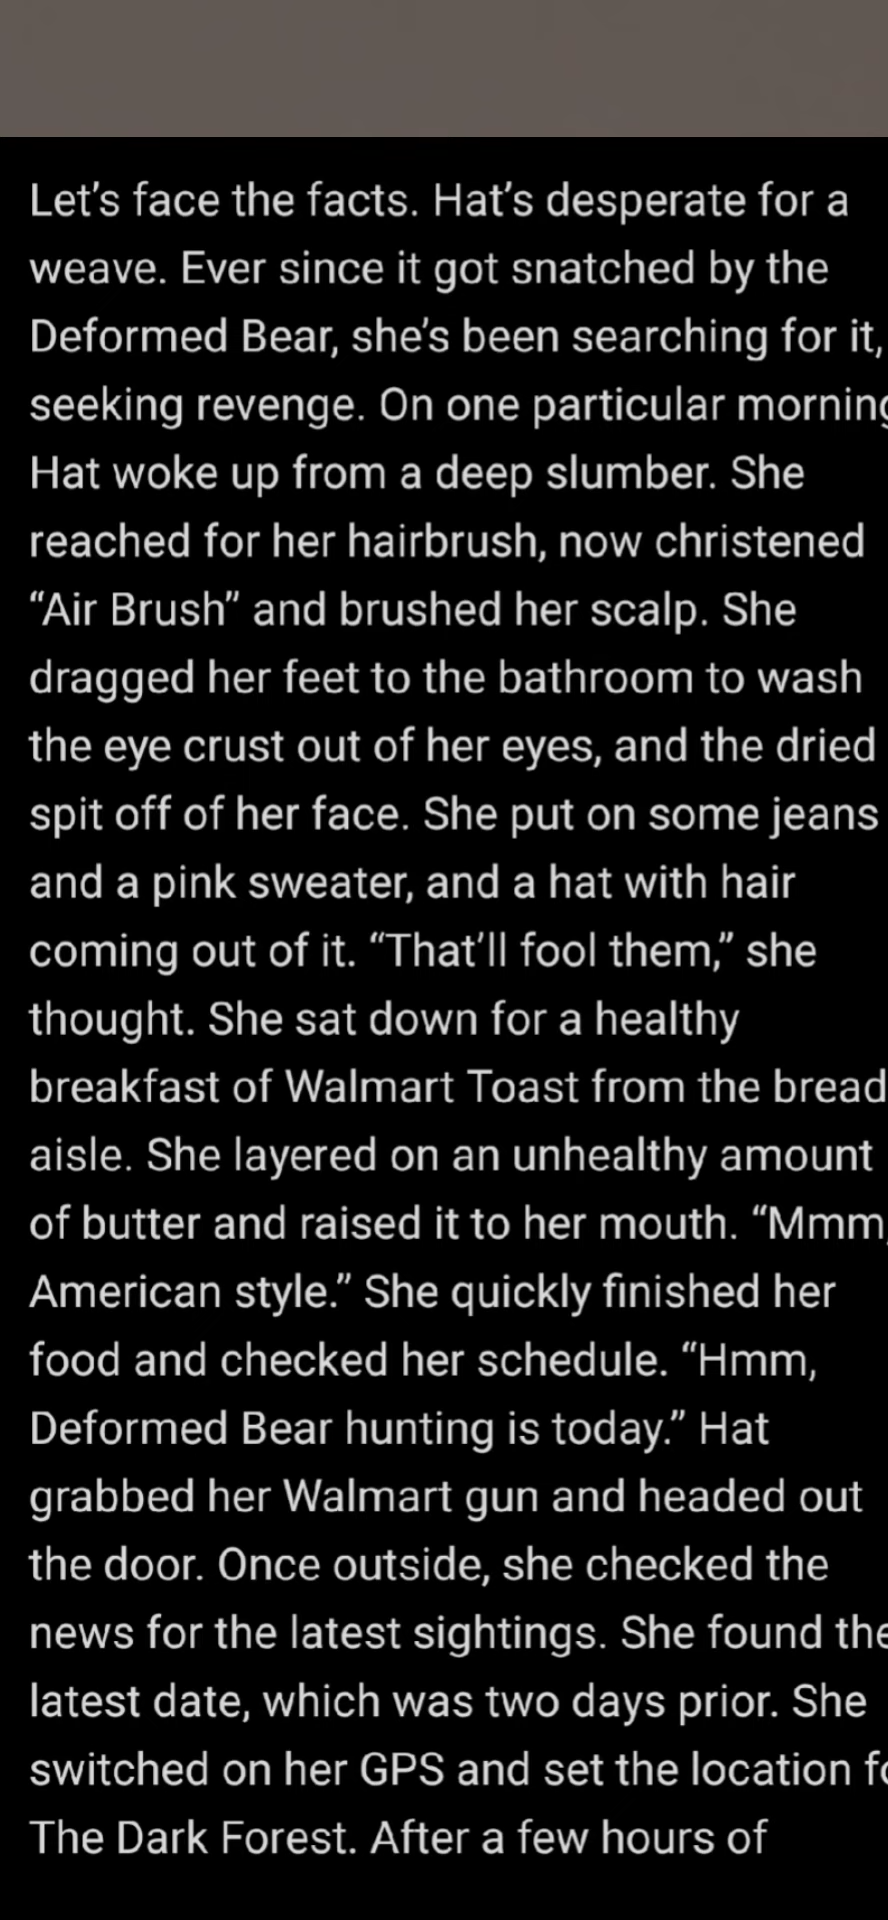 Let’s face the facts. Hat’s desperate for a
weave. Ever since it got snatched by the
Deformed Bear, she’s been searching for it,
seeking revenge. On one particular morning
Hat woke up from a deep slumber. She
reached for her hairbrush, now christened
“Air Brush” and brushed her scalp. She
dragged her feet to the bathroom to wash
the eye crust out of her eyes, and the dried
spit off of her face. She put on some jeans
and a pink sweater, and a hat with hair
coming out of it. “That’ll fool them,” she
thought. She sat down for a healthy
breakfast of Walmart Toast from the bread
aisle. She layered on an unhealthy amount
of butter and raised it to her mouth. “Mmm,
American style.” She quickly finished her
food and checked her schedule. “Hmm,
Deformed Bear hunting is today.” Hat
grabbed her Walmart gun and headed out
the door. Once outside, she checked the
news for the latest sightings. She found the
latest date, which was two days prior. She
switched on her GPS and set the location fo
The Dark Forest. After a few hours of